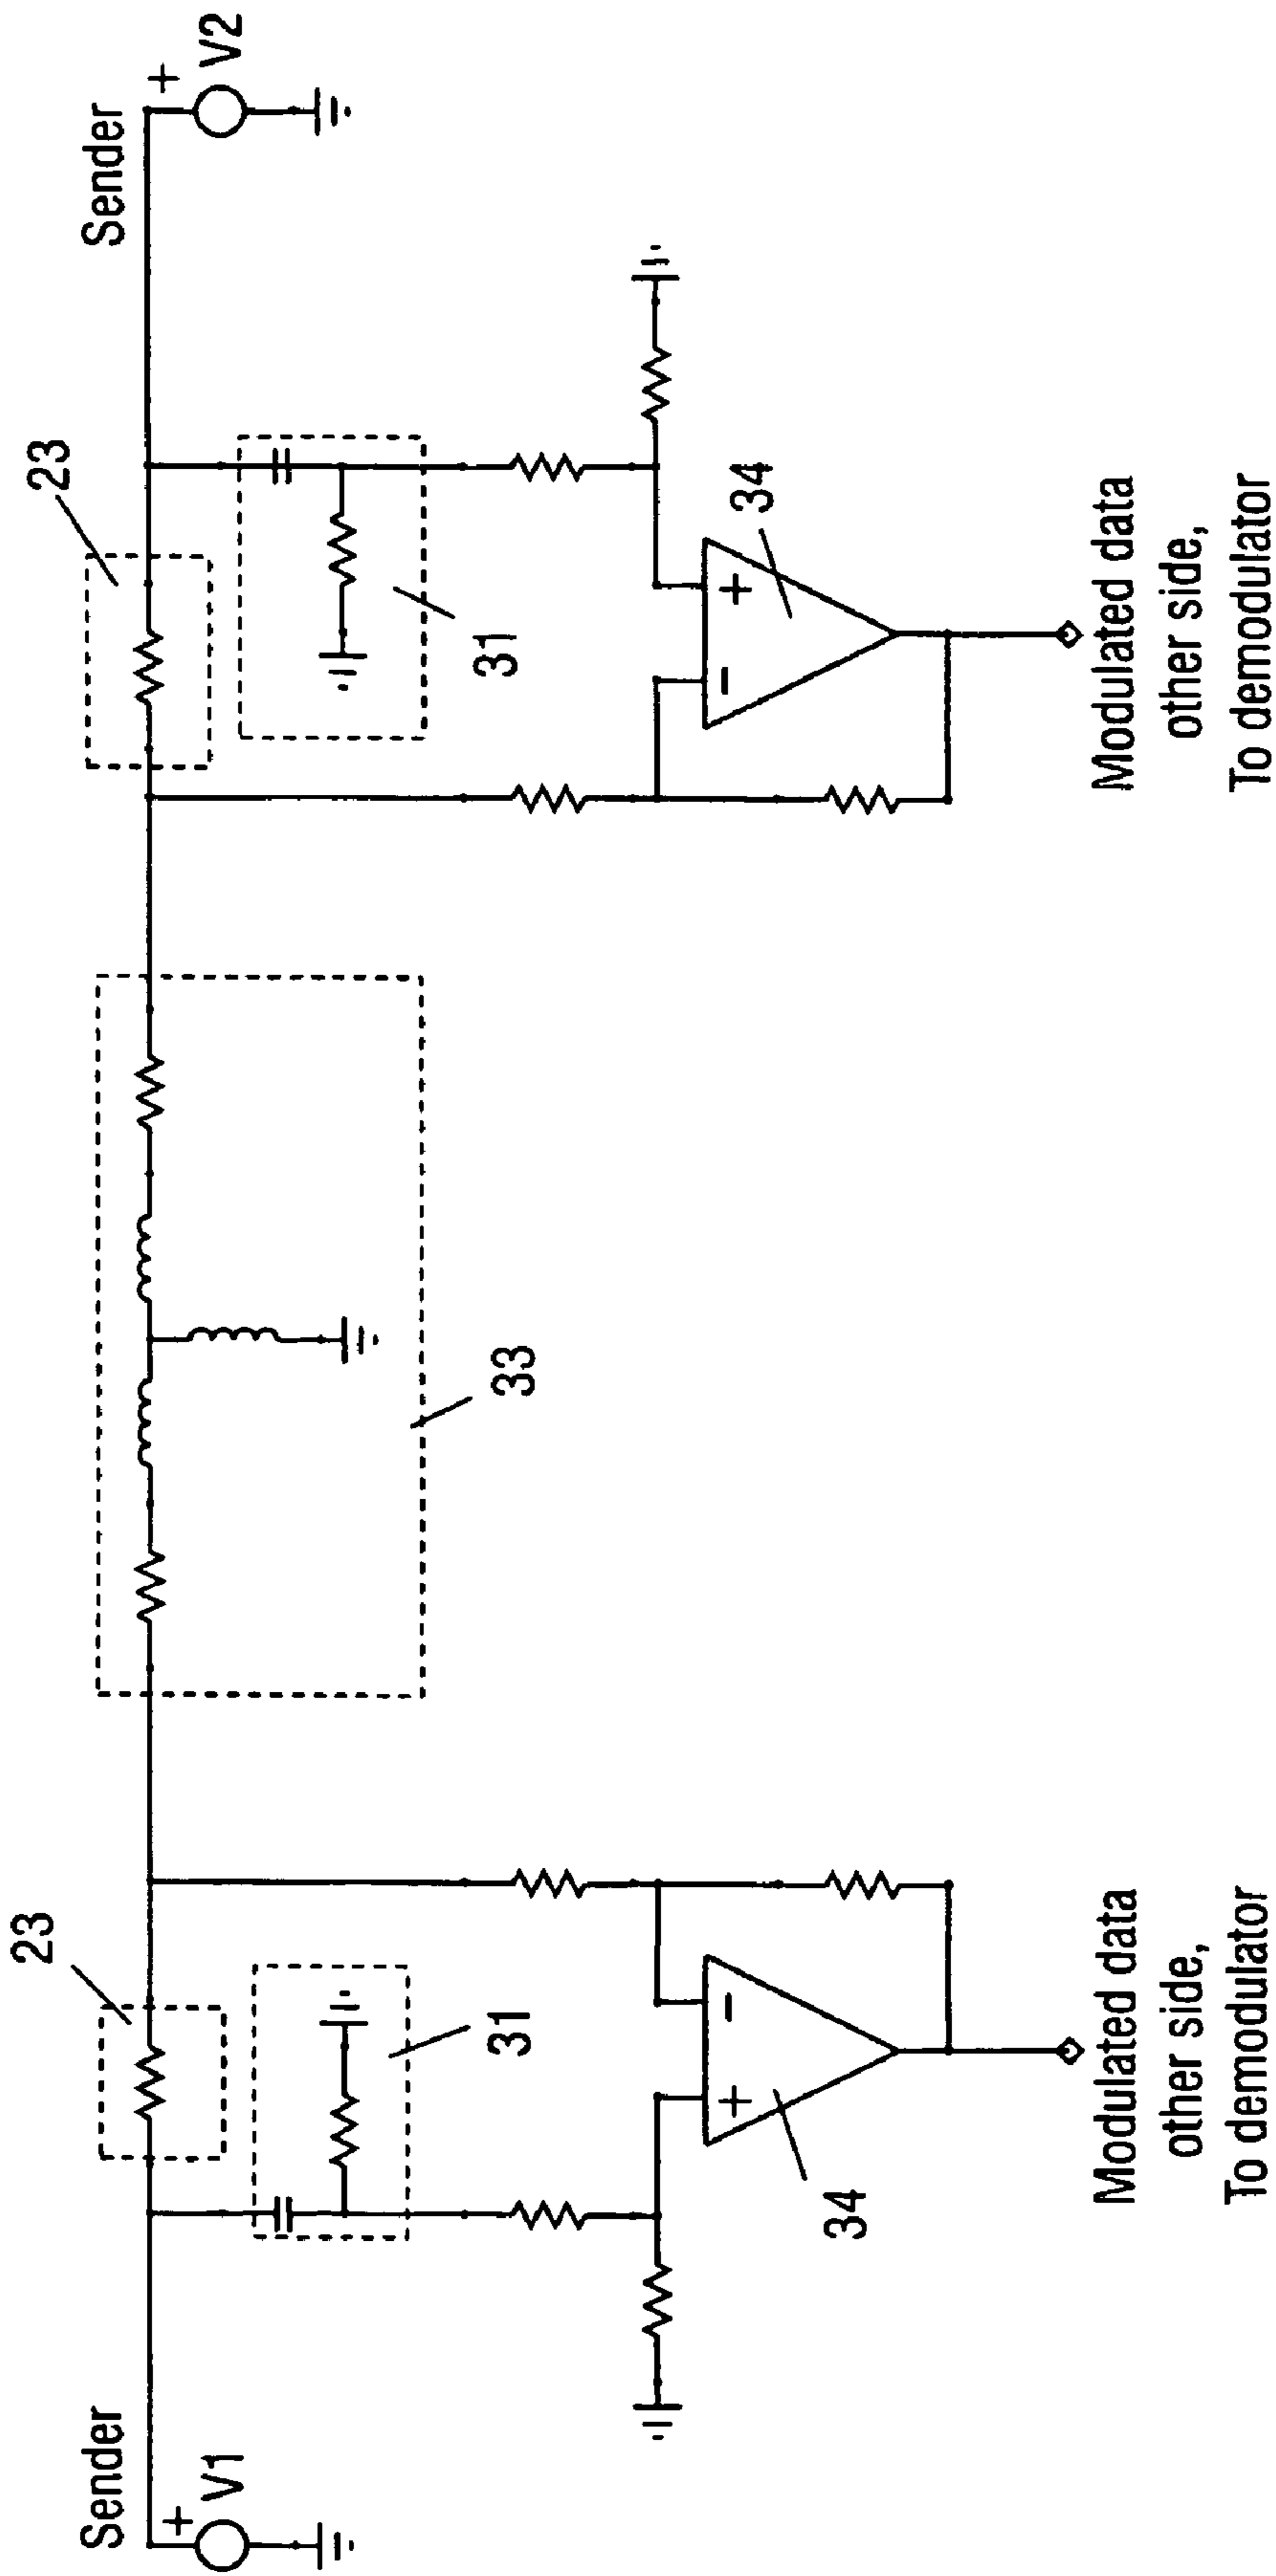 Sender
Sender
+
V1
+
V2
23
23
31
31
33
+
−
34
−
+
34
Modulated data
other side,
To demodulator
Modulated data
other side,
To demodulator